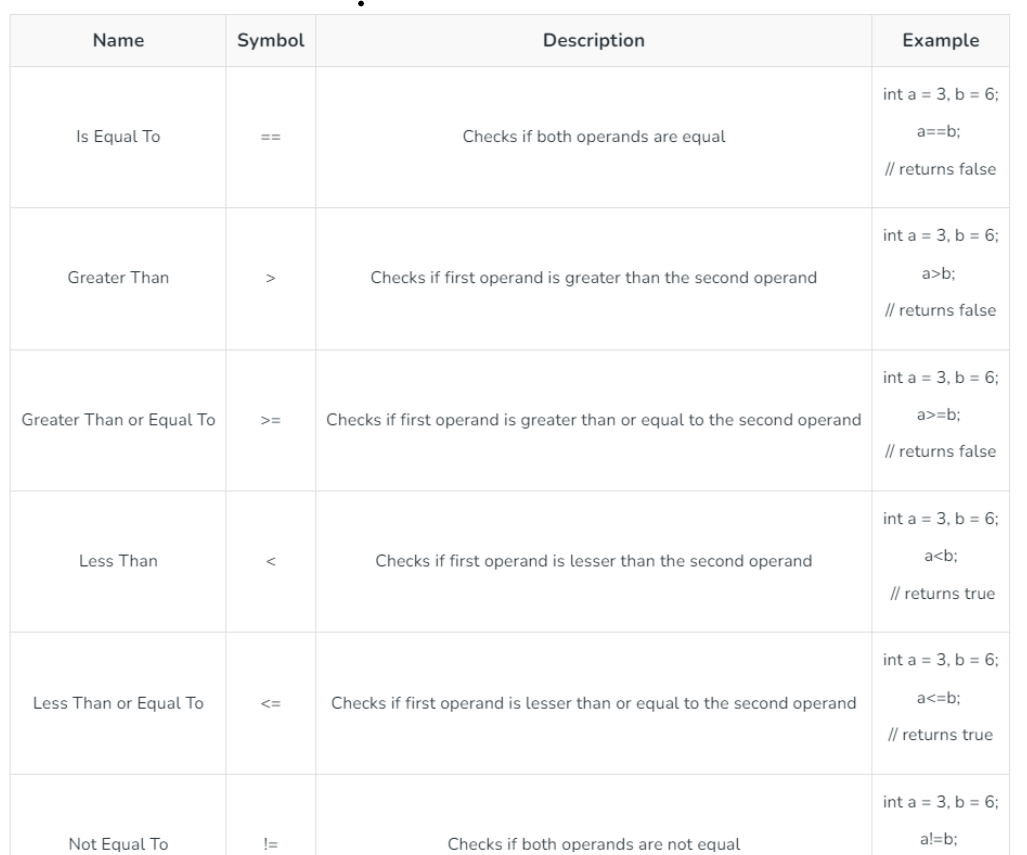 Name Symbol Description Example
int a = 3, b = 6;
Is Equal To == Checks if both operands are equal a==b;
// returns false
int a = 3, b = 6;
Greater Than > Checks if first operand is greater than the second operand a>b;
// returns false
int a = 3, b = 6;
Greater Than or Equal To >= Checks if first operand is greater than or equal to the second operand a>=b;
// returns false
int a = 3, b = 6;
Less Than < Checks if first operand is lesser than the second operand a<b;
// returns true
int a = 3, b = 6;
Less Than or Equal To <= Checks if first operand is lesser than or equal to the second operand a<=b;
// returns true
int a = 3, b = 6;
Not Equal To != Checks if both operands are not equal a!=b;